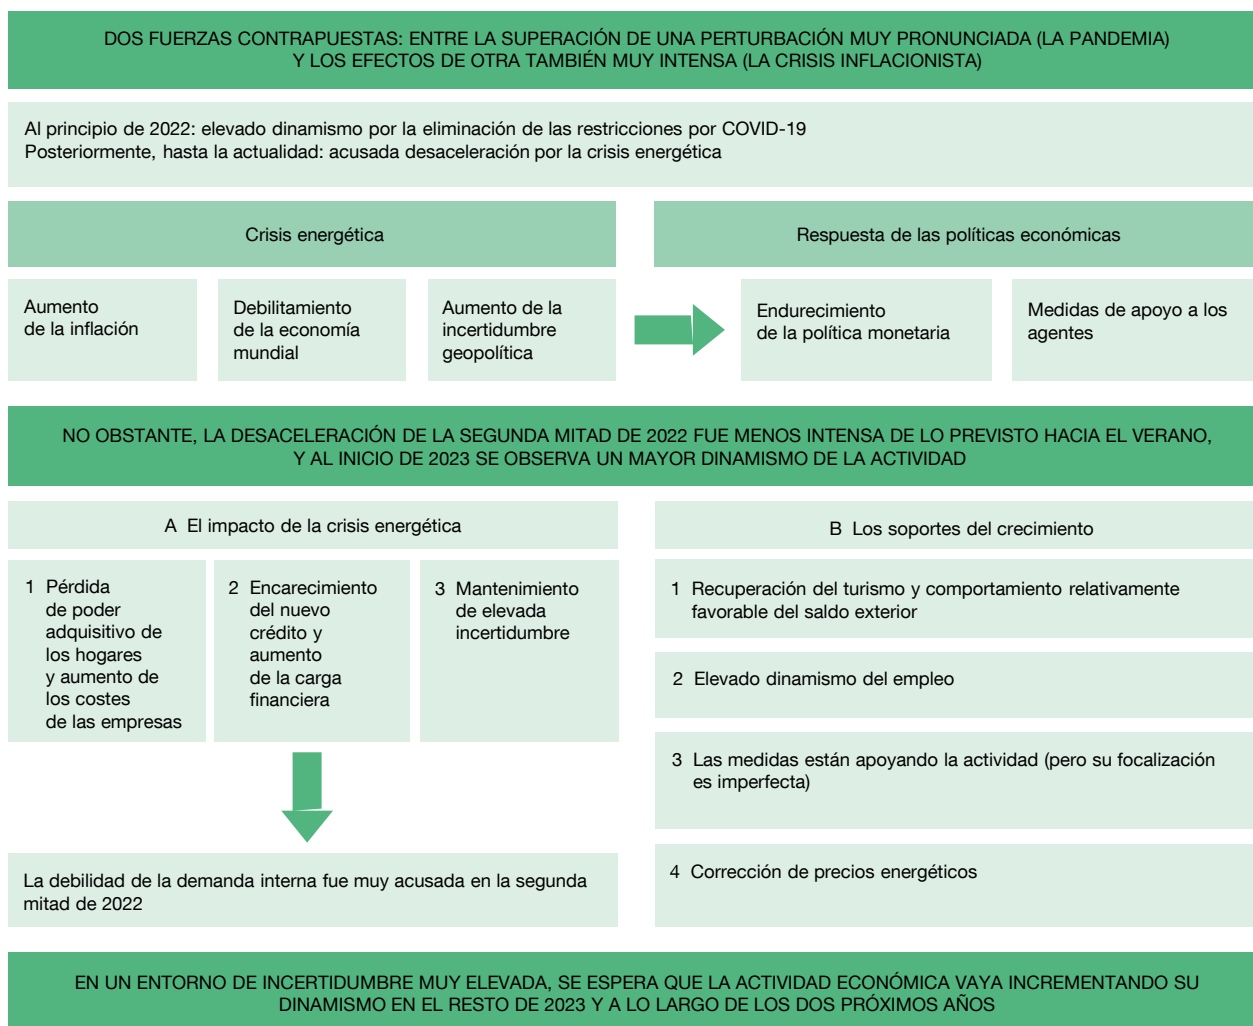 DOS FUERZAS CONTRAPUESTAS: ENTRE LA SUPERACIÓN DE UNA PERTURBACIÓN MUY PRONUNCIADA (LA PANDEMIA)
Y LOS EFECTOS DE OTRA TAMBIÉN MUY INTENSA (LA CRISIS INFLACIONISTA)
Al principio de 2022: elevado dinamismo por la eliminación de las restricciones por COVID-19
Posteriormente, hasta la actualidad: acusada desaceleración por la crisis energética
Crisis energética
Aumento
de la inflación
Debilitamiento
de la economía
mundial
Aumento de la
incertidumbre
geopolítica
Respuesta de las políticas económicas
Endurecimiento
de la política monetaria
Medidas de apoyo a los
agentes
NO OBSTANTE, LA DESACELERACIÓN DE LA SEGUNDA MITAD DE 2022 FUE MENOS INTENSA DE LO PREVISTO HACIA EL VERANO,
Y AL INICIO DE 2023 SE OBSERVA UN MAYOR DINAMISMO DE LA ACTIVIDAD
A El impacto de la crisis energética
1 Pérdida
de poder
adquisitivo de
los hogares
y aumento de
los costes
de las empresas
2 Encarecimiento
del nuevo
crédito y
aumento
de la carga
financiera
3 Mantenimiento
de elevada
incertidumbre
La debilidad de la demanda interna fue muy acusada en la segunda
mitad de 2022
B Los soportes del crecimiento
1 Recuperación del turismo y comportamiento relativamente
favorable del saldo exterior
2 Elevado dinamismo del empleo
3 Las medidas están apoyando la actividad (pero su focalización
es imperfecta)
4 Corrección de precios energéticos
EN UN ENTORNO DE INCERTIDUMBRE MUY ELEVADA, SE ESPERA QUE LA ACTIVIDAD ECONÓMICA VAYA INCREMENTANDO SU
DINAMISMO EN EL RESTO DE 2023 Y A LO LARGO DE LOS DOS PRÓXIMOS AÑOS